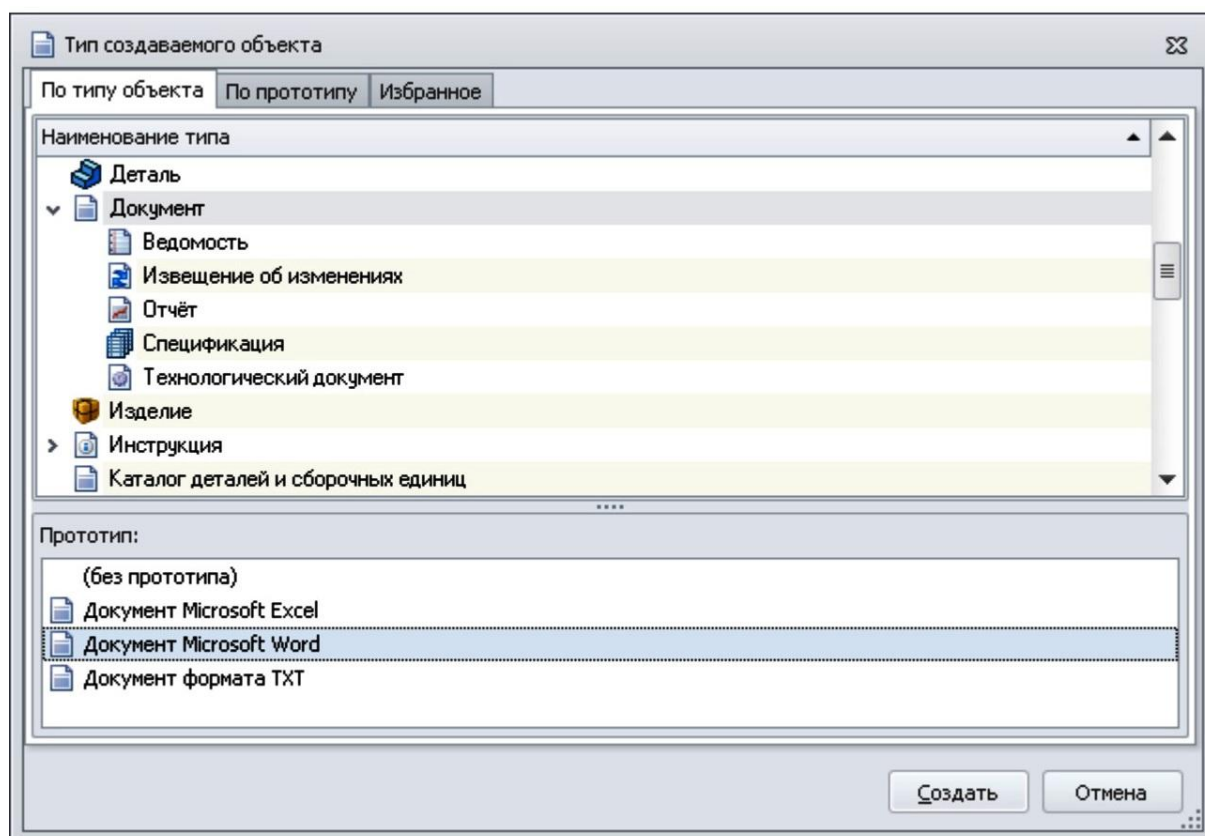 Тип создаваемого объекта
По типу объекта По прототипу Избранное
Наименование типа
Деталь
Документ
Ведомость
Извещение об изменениях
Отчёт
Спецификация
Технологический документ
Изделие
Инструкция
Каталог деталей и сборочных единиц
Прототип:
(без прототипа)
Документ Microsoft Excel
Документ Microsoft Word
Документ формата TXT
Создать Отмена